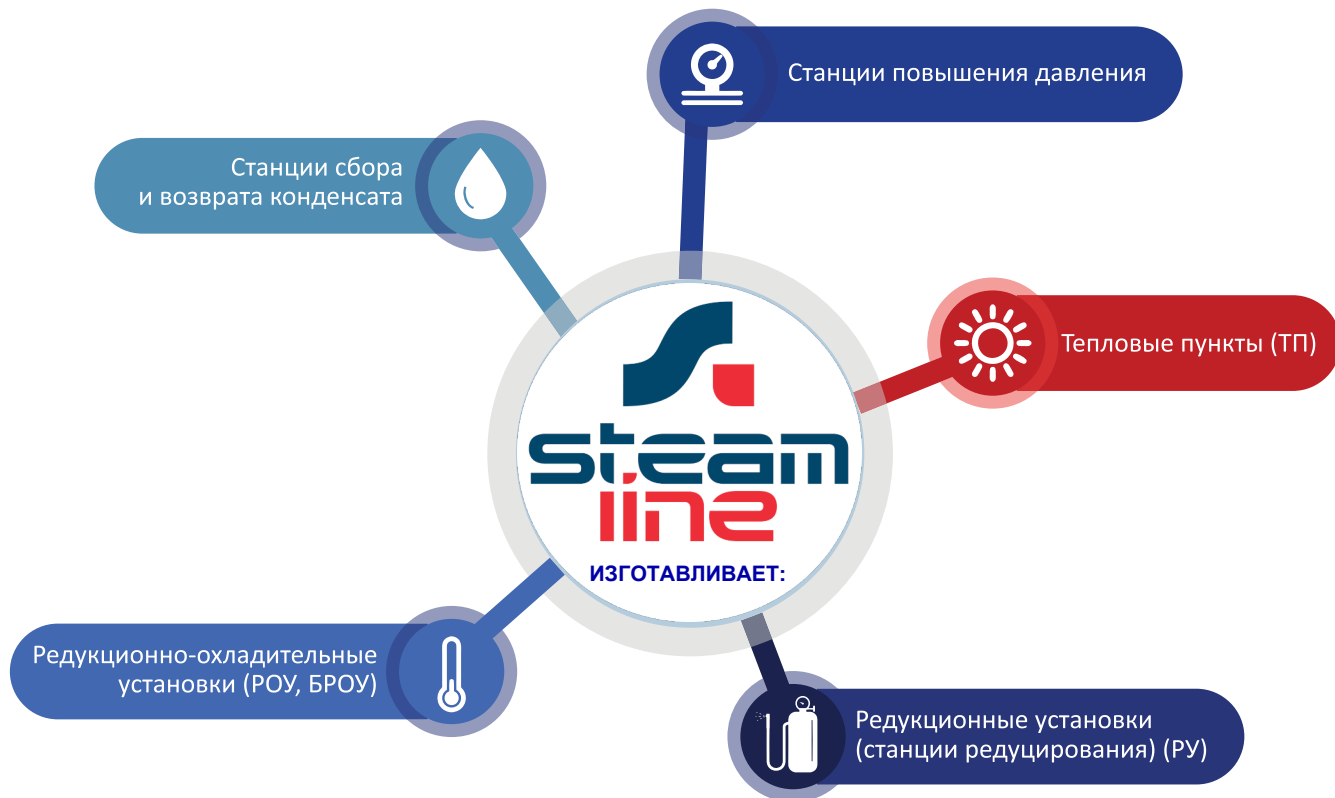 Станции повышения давления
Станции сбора
и возврата конденсата
Тепловые пункты (ТП)
steam
line
ИЗГОТАВЛИВАЕТ:
Редукционно-охладительные
установки (РОУ, БРОУ)
Редукционные установки
(станции редуцирования) (РУ)